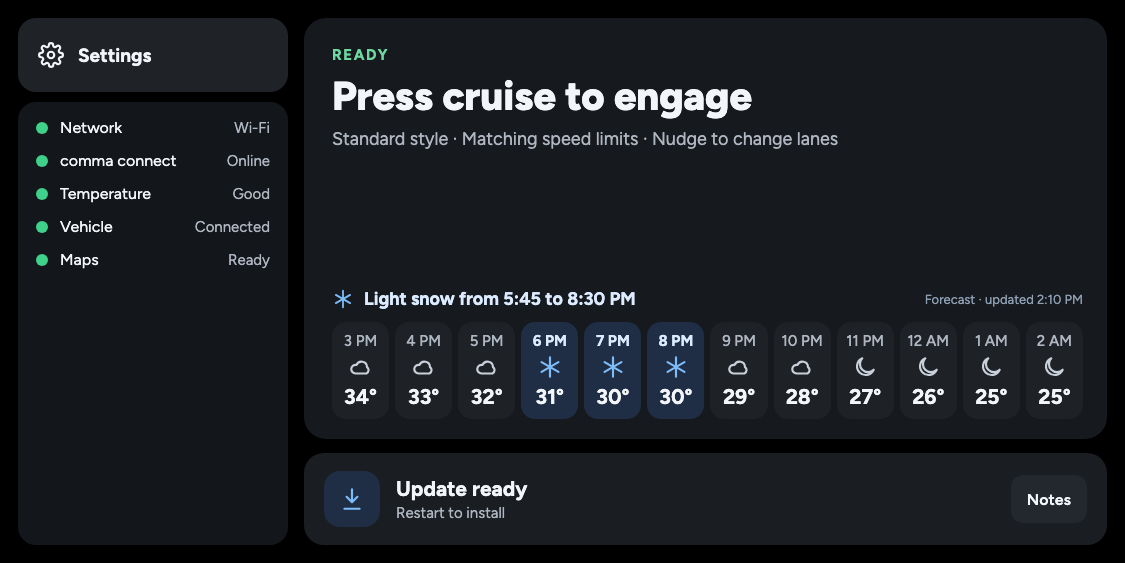 Settings
Network Wi-Fi
comma connect Online
Temperature Good
Vehicle Connected
Maps Ready
READY
Press cruise to engage
Standard style · Matching speed limits · Nudge to change lanes
Light snow from 5:45 to 8:30 PM Forecast · updated 2:10 PM
3 PM 4 PM 5 PM 6 PM 7 PM 8 PM 9 PM 10 PM 11 PM 12 AM 1 AM 2 AM
34° 33° 32° 31° 30° 30° 29° 28° 27° 26° 25° 25°
Update ready
Restart to install
Notes